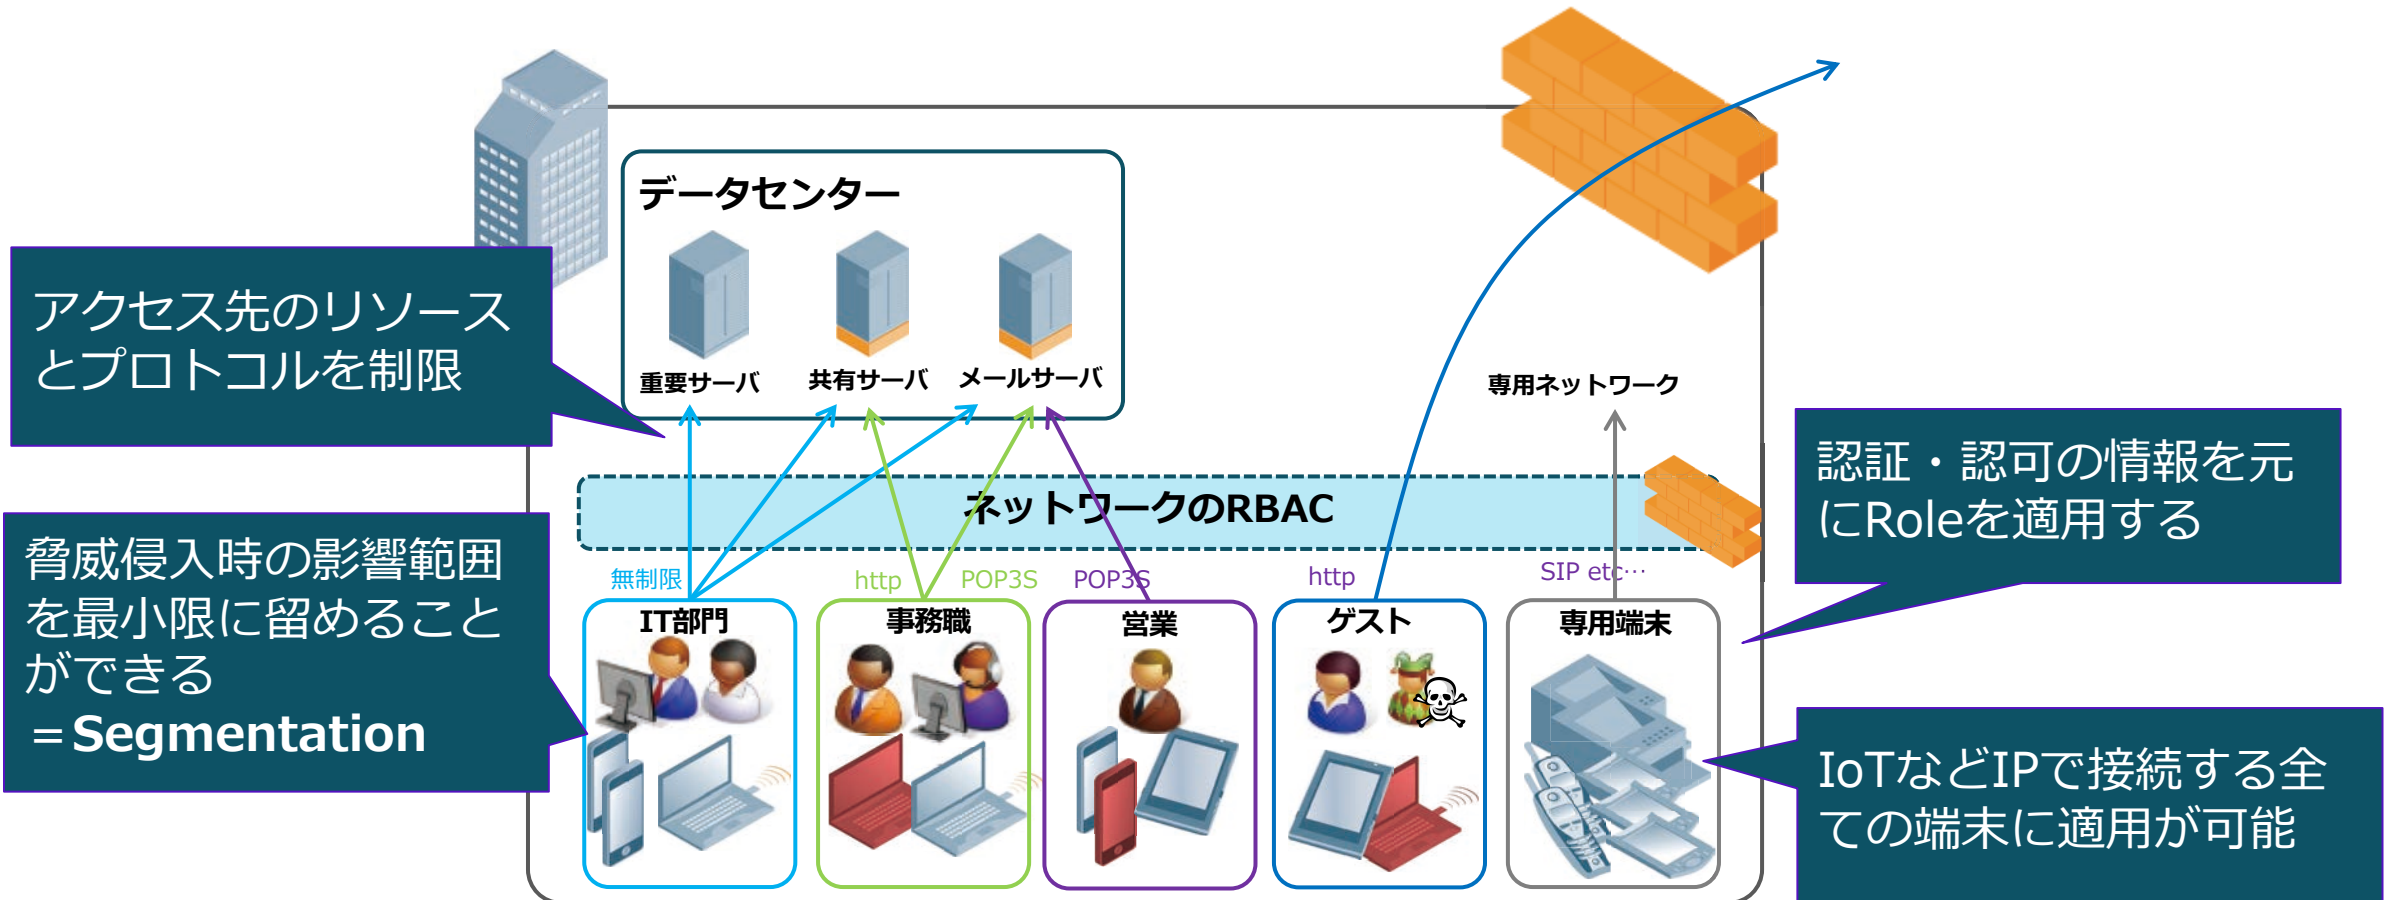 データセンター
重要サーバ
共有サーバ
メールサーバ
専用ネットワーク
アクセス先のリソース
とプロトコルを制限
認証・認可の情報を元
にRoleを適用する
ネットワークのRBAC
脅威侵入時の影響範囲
を最小限に留めること
ができる
＝Segmentation
無制限
http
POP3S
POP3S
http
SIP etc…
IT部門
事務職
営業
ゲスト
専用端末
IoTなどIPで接続する全
ての端末に適用が可能